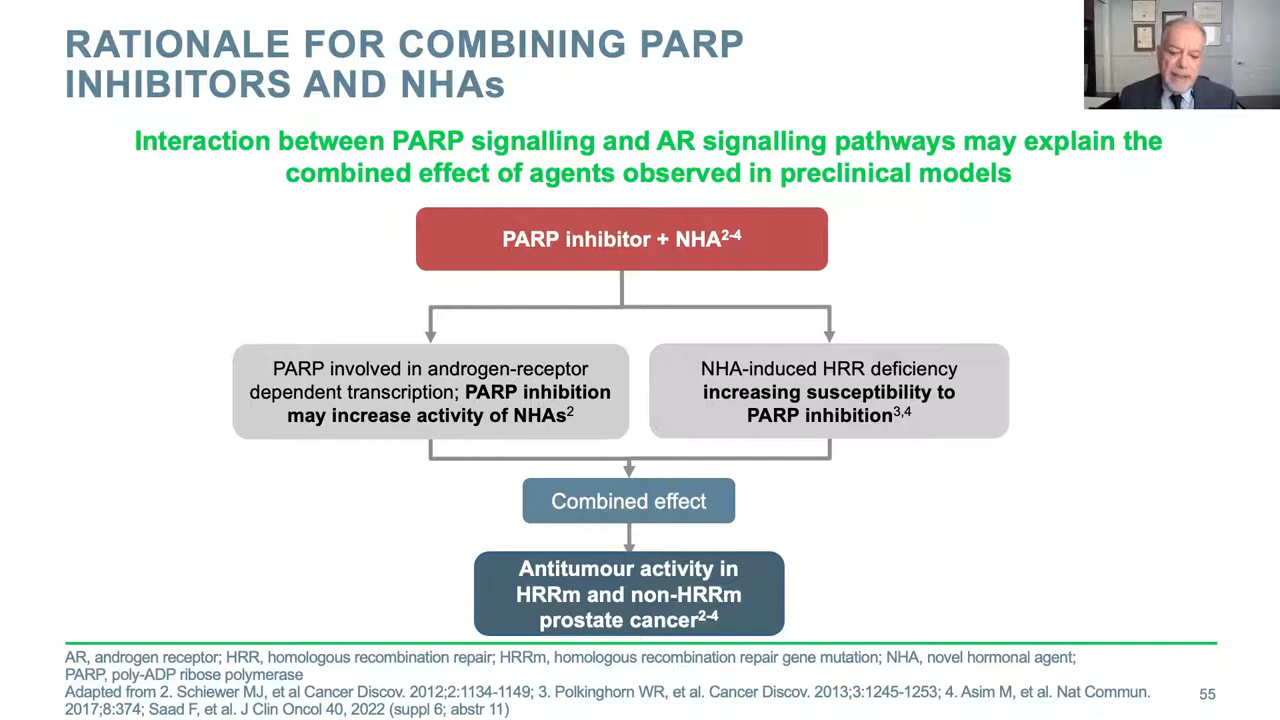 RATIONALE FOR COMBINING PARP
INHIBITORS AND NHAs
Interaction between PARP signalling and AR signalling pathways may explain the
combined effect of agents observed in preclinical models
PARP inhibitor + NHA2-4
PARP involved in androgen-receptor
dependent transcription; PARP inhibition
may increase activity of NHAs2
NHA-induced HRR deficiency
increasing susceptibility to
PARP inhibition3,4
Combined effect
Antitumour activity in
HRRm and non-HRRm
prostate cancer2-4
AR, androgen receptor; HRR, homologous recombination repair; HRRm, homologous recombination repair gene mutation; NHA, novel hormonal agent;
PARP, poly-ADP ribose polymerase
Adapted from 2. Schiewer MJ, et al Cancer Discov. 2012;2:1134-1149; 3. Polkinghorn WR, et al. Cancer Discov. 2013;3:1245-1253; 4. Asim M, et al. Nat Commun.
2017;8:374; Saad F, et al. J Clin Oncol 40, 2022 (suppl 6; abstr 11)
55